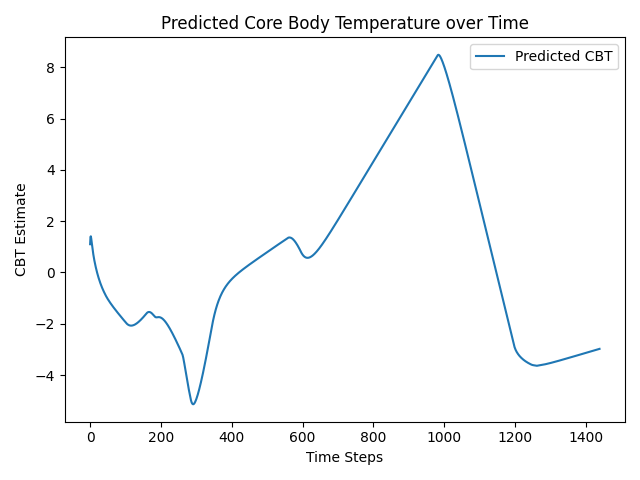 Predicted Core Body Temperature over Time
Predicted CBT
CBT Estimate
8
6
4
2
0
−2
−4
0 200 400 600 800 1000 1200 1400
Time Steps